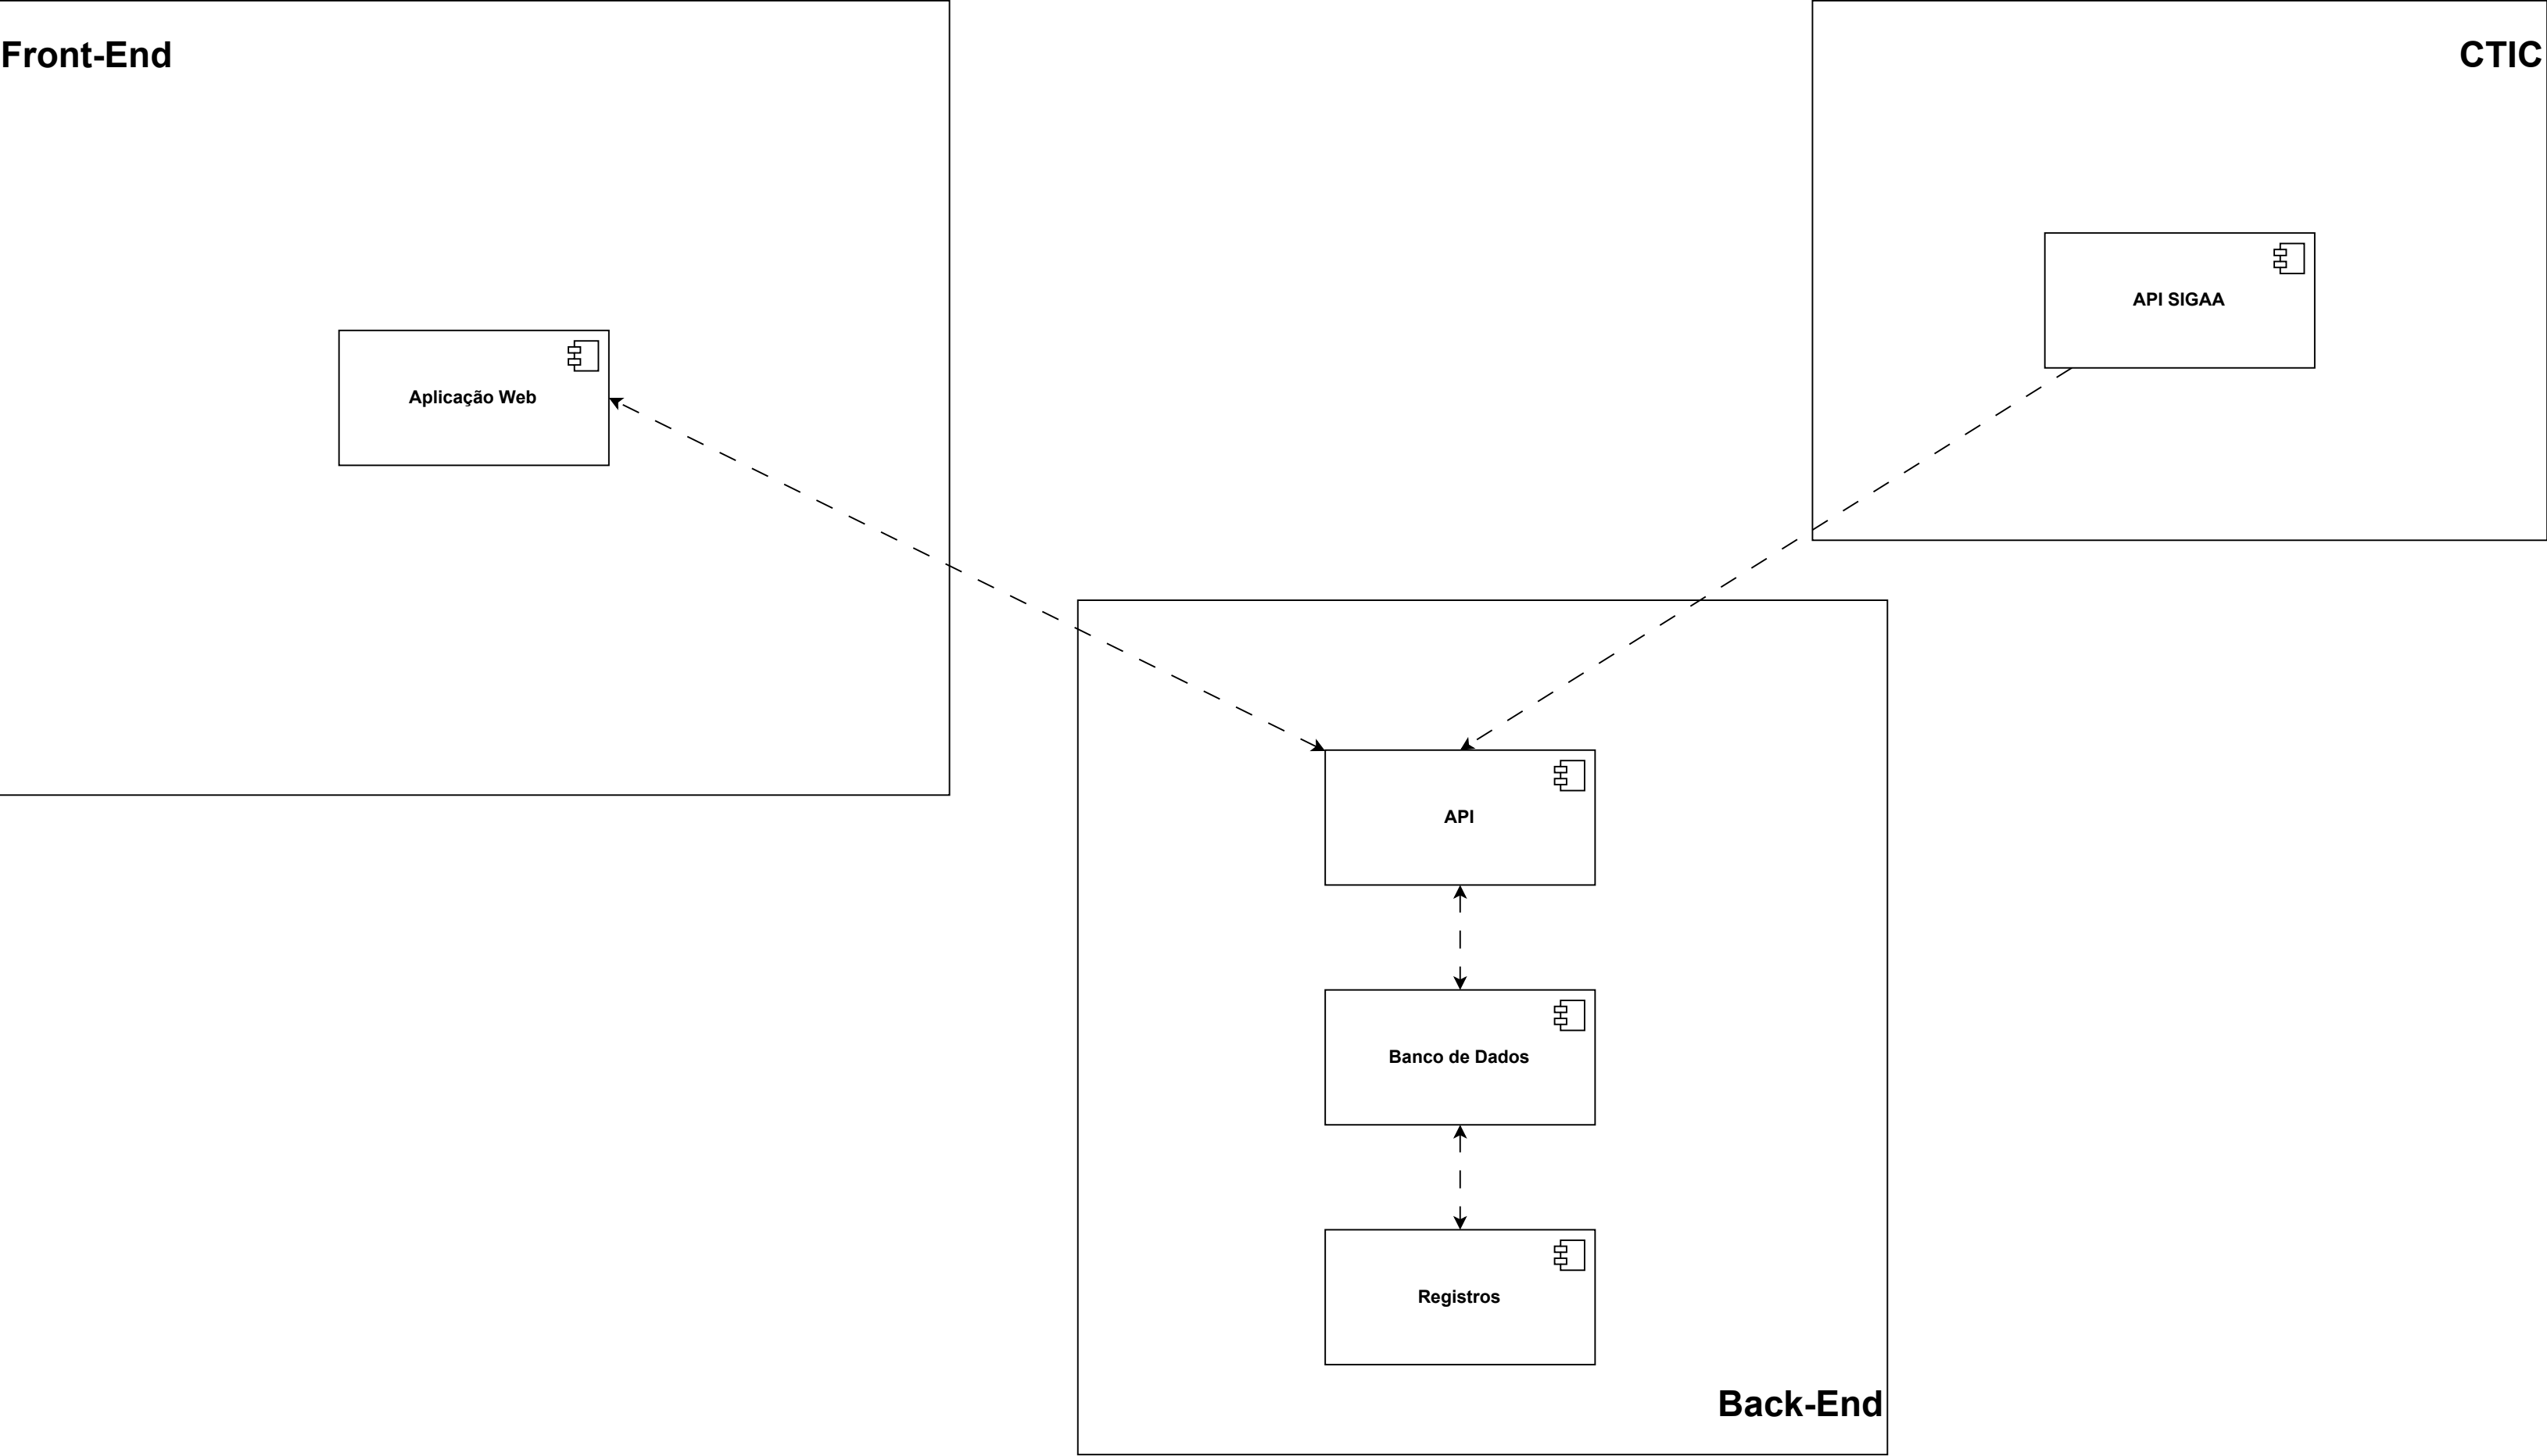 Front-End
CTIC
API SIGAA
Aplicação Web
API
Banco de Dados
Registros
Back-End